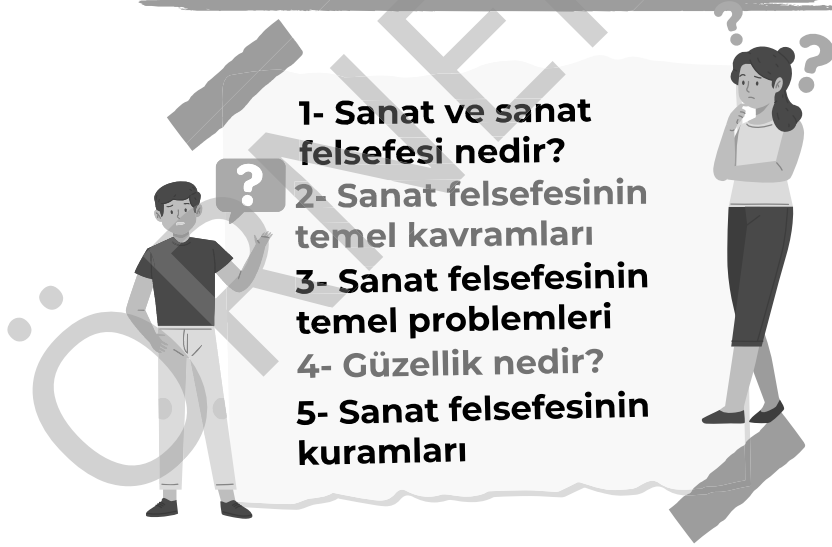 1- Sanat ve sanat
felsefesi nedir?
2- Sanat felsefesinin
temel kavramları
3- Sanat felsefesinin
temel problemleri
4- Güzellik nedir?
5- Sanat felsefesinin
kuramları
?
?
?